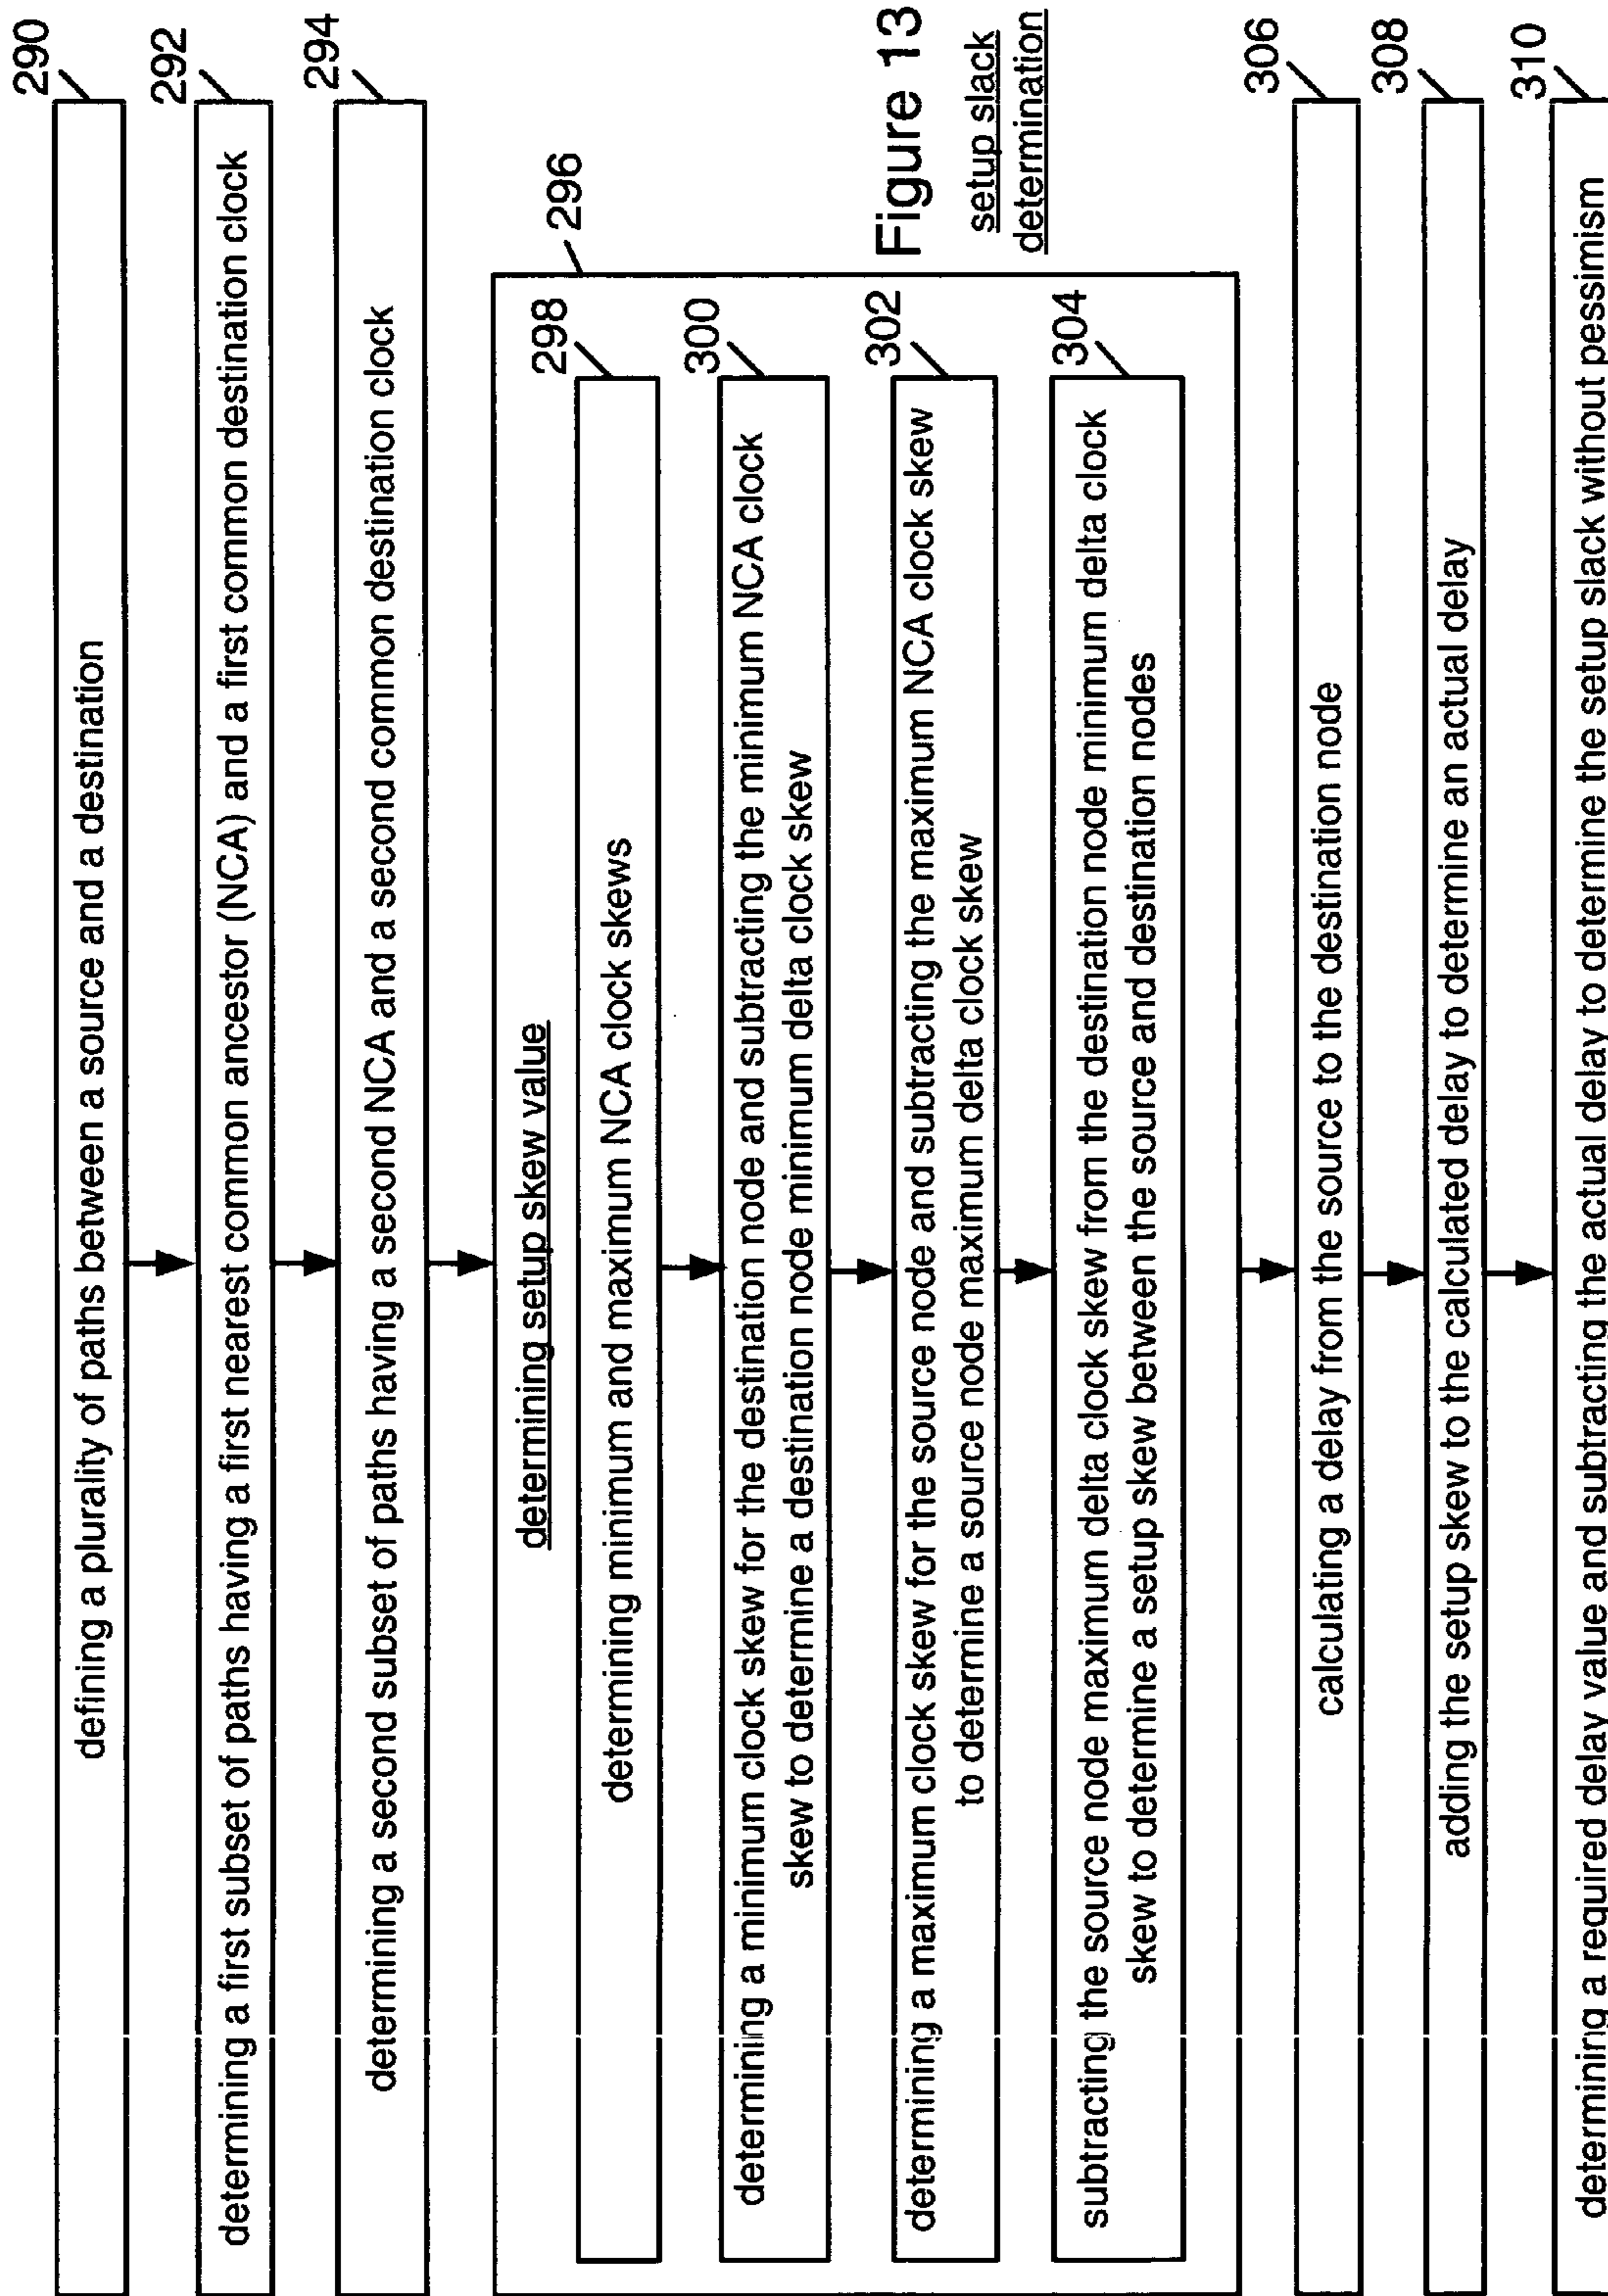 290
defining a plurality of paths between a source and a destination
292
determining a first subset of paths having a first nearest common ancestor (NCA) and a first common destination clock
294
determining a second subset of paths having a second NCA and a second common destination clock
296
determining setup skew value
298
determining minimum and maximum NCA clock skews
300
determining a minimum clock skew for the destination node and subtracting the minimum NCA clock
skew to determine a destination node minimum delta clock skew
302
determining a maximum clock skew for the source node and subtracting the maximum NCA clock skew
to determine a source node maximum delta clock skew
304
subtracting the source node maximum delta clock skew from the destination node minimum delta clock
skew to determine a setup skew between the source and destination nodes
Figure 13
setup slack
determination
306
calculating a delay from the source to the destination node
308
adding the setup skew to the calculated delay to determine an actual delay
310
determining a required delay value and subtracting the actual delay to determine the setup slack without pessimism